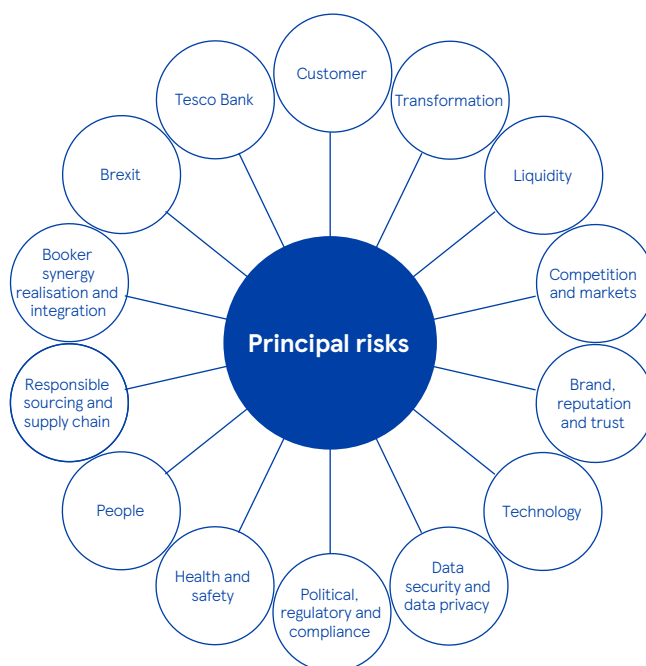 Customer
Transformation
Liquidity
Competition
and markets
Brand,
reputation
and trust
Technology
Data
security and
data privacy
Political,
regulatory and
compliance
Health and
safety
People
Responsible
sourcing and
supply chain
Booker
synergy
realisation and
integration
Brexit
Tesco Bank
Principal risks